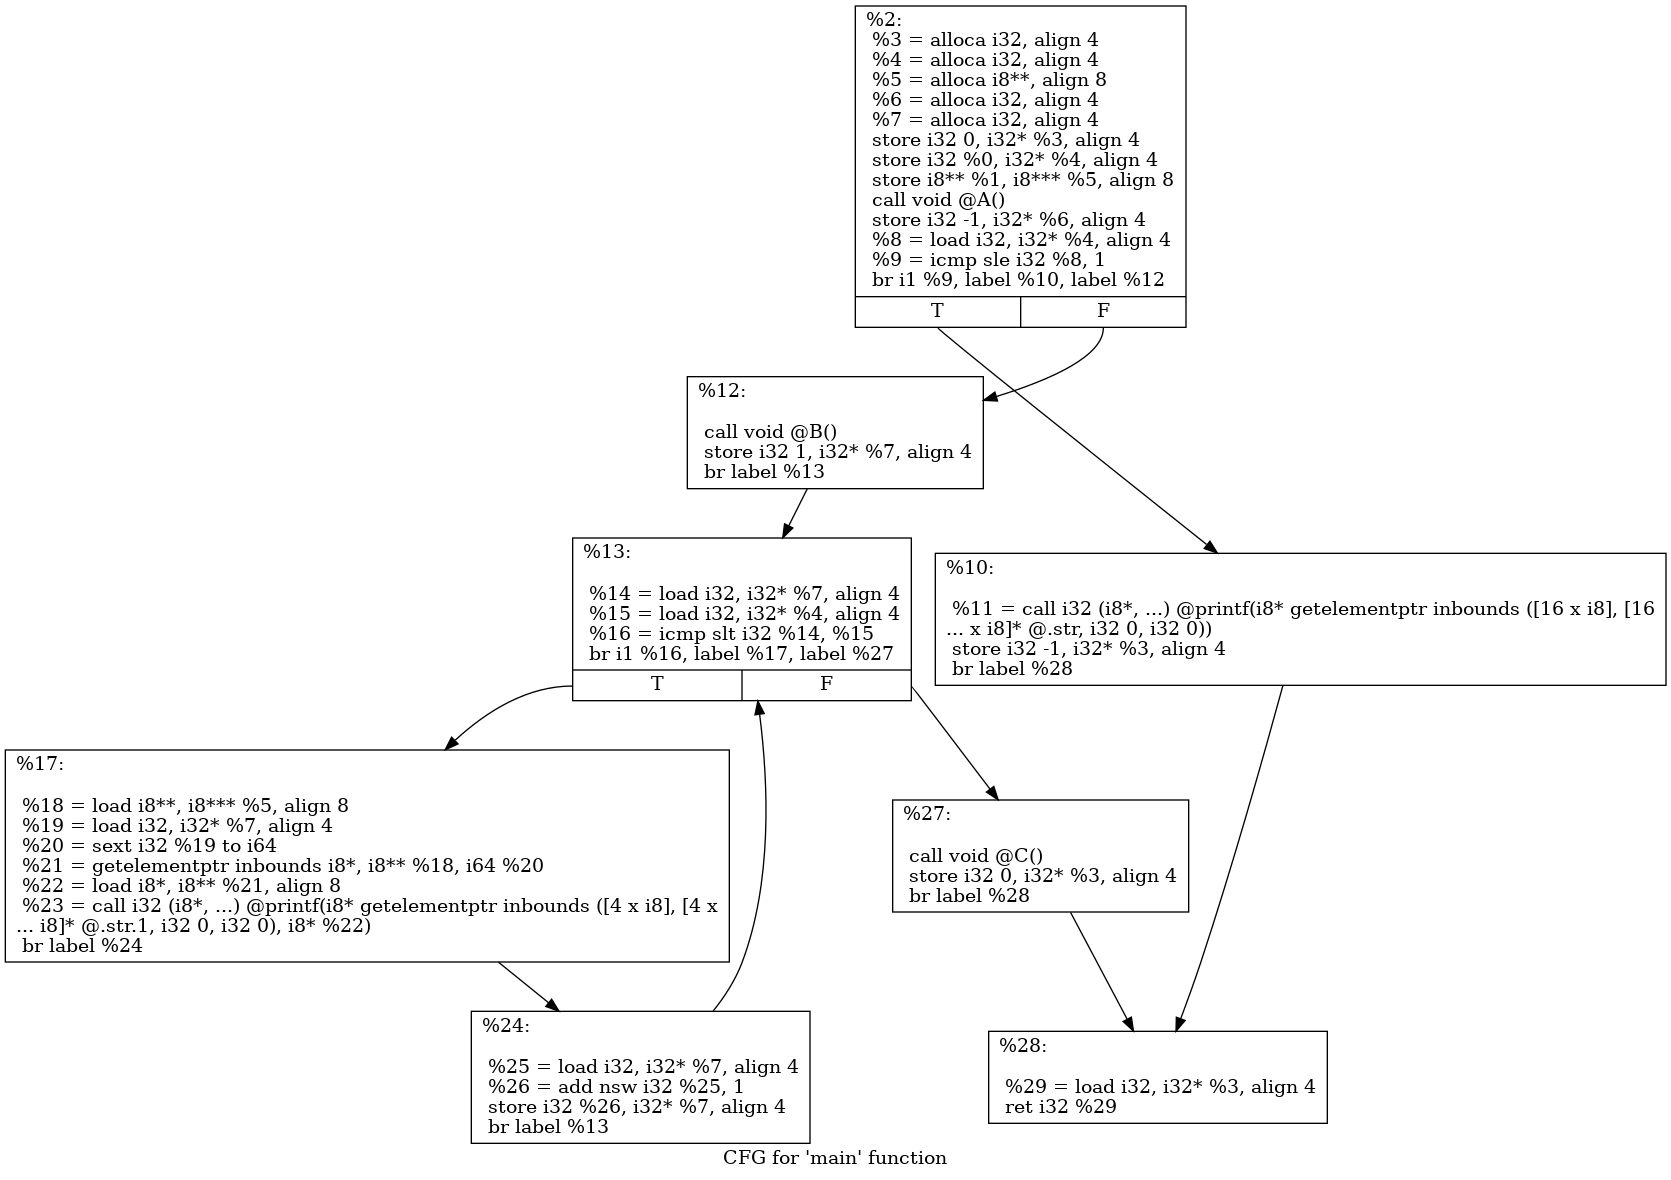 %2:
%3 = alloca i32, align 4
%4 = alloca i32, align 4
%5 = alloca i8**, align 8
%6 = alloca i32, align 4
%7 = alloca i32, align 4
store i32 0, i32* %3, align 4
store i32 %0, i32* %4, align 4
store i8** %1, i8*** %5, align 8
call void @A()
store i32 -1, i32* %6, align 4
%8 = load i32, i32* %4, align 4
%9 = icmp sle i32 %8, 1
br i1 %9, label %10, label %12
T F
%12:
call void @B()
store i32 1, i32* %7, align 4
br label %13
%13:
%14 = load i32, i32* %7, align 4
%15 = load i32, i32* %4, align 4
%16 = icmp slt i32 %14, %15
br i1 %16, label %17, label %27
T F
%10:
%11 = call i32 (i8*, ...) @printf(i8* getelementptr inbounds ([16 x i8], [16
... x i8]* @.str, i32 0, i32 0))
store i32 -1, i32* %3, align 4
br label %28
%17:
%18 = load i8**, i8*** %5, align 8
%19 = load i32, i32* %7, align 4
%20 = sext i32 %19 to i64
%21 = getelementptr inbounds i8*, i8** %18, i64 %20
%22 = load i8*, i8** %21, align 8
%23 = call i32 (i8*, ...) @printf(i8* getelementptr inbounds ([4 x i8], [4 x
... i8]* @.str.1, i32 0, i32 0), i8* %22)
br label %24
%27:
call void @C()
store i32 0, i32* %3, align 4
br label %28
%24:
%25 = load i32, i32* %7, align 4
%26 = add nsw i32 %25, 1
store i32 %26, i32* %7, align 4
br label %13
%28:
%29 = load i32, i32* %3, align 4
ret i32 %29
CFG for 'main' function